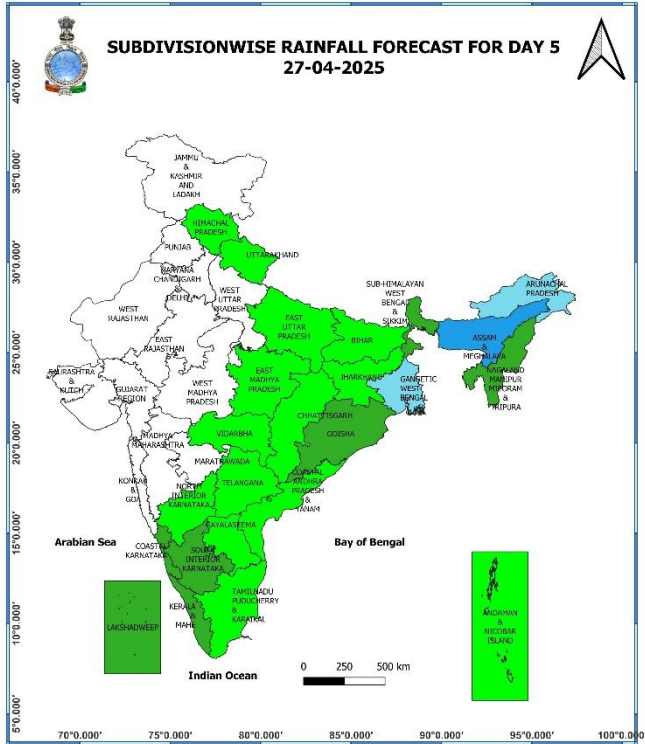 SUBDIVISIONWISE RAINFALL FORECAST FOR DAY 5
27-04-2025
40°0.000'
35°0.000'
30°0.000'
25°0.000'
20°0.000'
15°0.000'
10°0.000'
5°0.000'
JAMMU
&
KASHMIR
AND
LADAKH
HIMACHAL
PRADESH
PUNJAB
UTTARAKHAND
HARYANA
CHANDIGARH
&
DELHI
WEST
UTTAR
PRADESH
WEST
RAJASTHAN
EAST
RAJASTHAN
EAST
UTTAR
PRADESH
BIHAR
SUB-HIMALAYAN
WEST
BENGAL
&
SIKKIM
ARUNACHAL
PRADESH
ASSAM
&
MEGHALAYA
NAGALAND
MANIPUR
MIZORAM
&
TRIPURA
SAURASHTRA
&
KUTCH
GUJARAT
REGION
WEST
MADHYA
PRADESH
EAST
MADHYA
PRADESH
JHARKHAND
GANGETIC
WEST
BENGAL
CHHATTISGARH
ODISHA
VIDARBHA
MADHYA
MAHARASHTRA
MARATHWADA
KONKAN
&
GOA
NORTH
INTERIOR
KARNATAKA
TELANGANA
COASTAL
ANDHRA
PRADESH
&
YANAM
RAYALASEEMA
Arabian Sea
Bay of Bengal
COASTAL
KARNATAKA
SOUTH
INTERIOR
KARNATAKA
TAMILNADU
PUDUCHERRY
&
KARAIKAL
KERALA
&
MAHE
LAKSHADWEEP
ANDAMAN
&
NICOBAR
ISLAND
Indian Ocean
0 250 500 km
70°0.000' 75°0.000' 80°0.000' 85°0.000' 90°0.000' 95°0.000' 100°0.000'